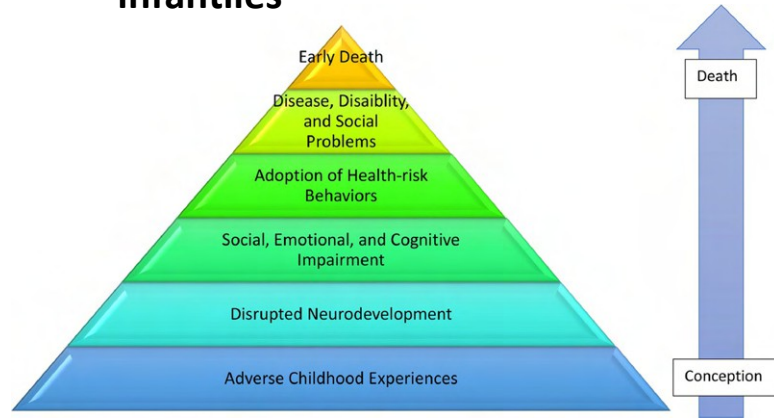 infantiles
Early Death
Disease, Disaiblity,
and Social
Problems
Adoption of Health-risk
Behaviors
Social, Emotional, and Cognitive
Impairment
Disrupted Neurodevelopment
Adverse Childhood Experiences
Death
Conception